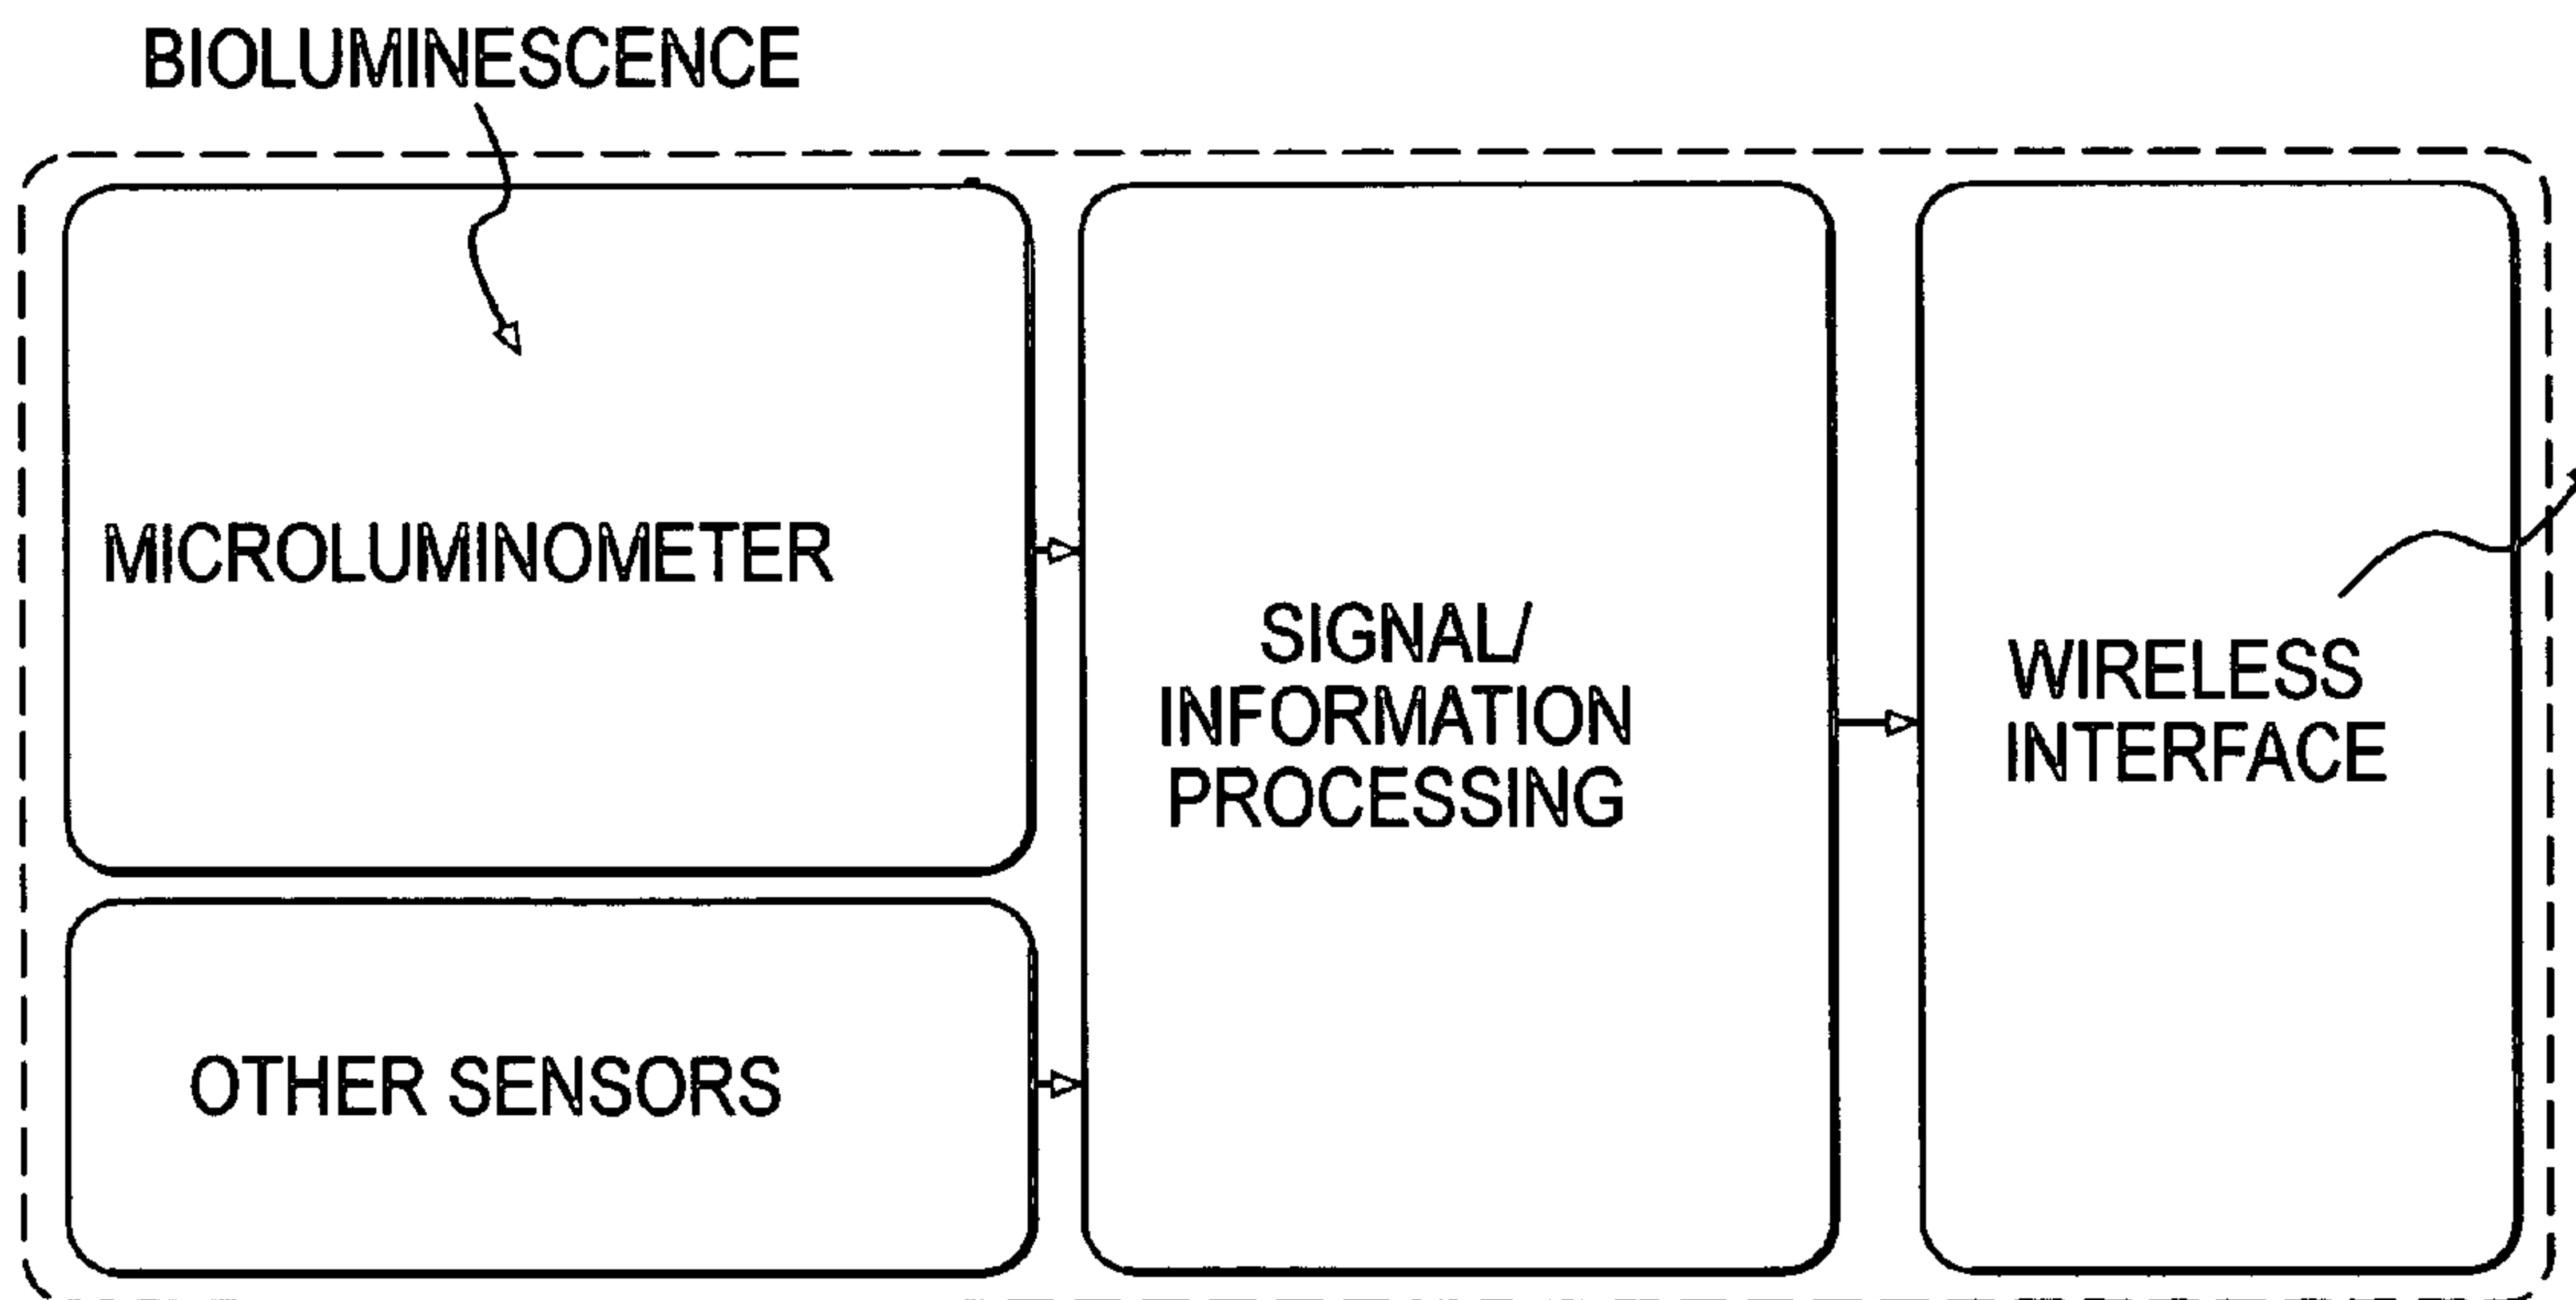 BIOLUMINESCENCE
MICROLUMINOMETER
SIGNAL/
INFORMATION
PROCESSING
WIRELESS
INTERFACE
OTHER SENSORS